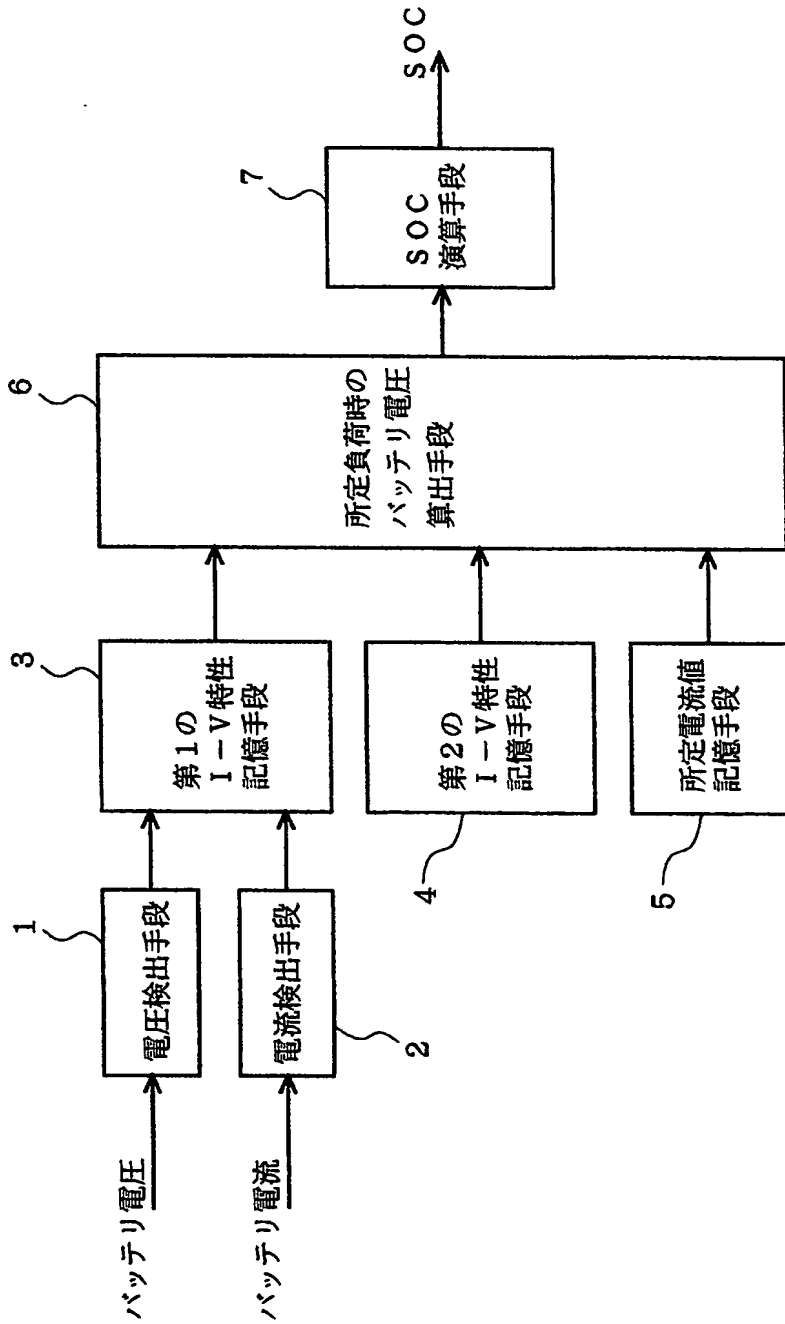 バッテリ電圧
バッテリ電流
1
電圧検出手段
電流検出手段
2
3
第1の
I-V特性
記憶手段
第2の
I-V特性
記憶手段
4
所定電流値
記憶手段
5
6
所定負荷時の
バッテリ電圧
算出手段
7
SOC
演算手段
SOC